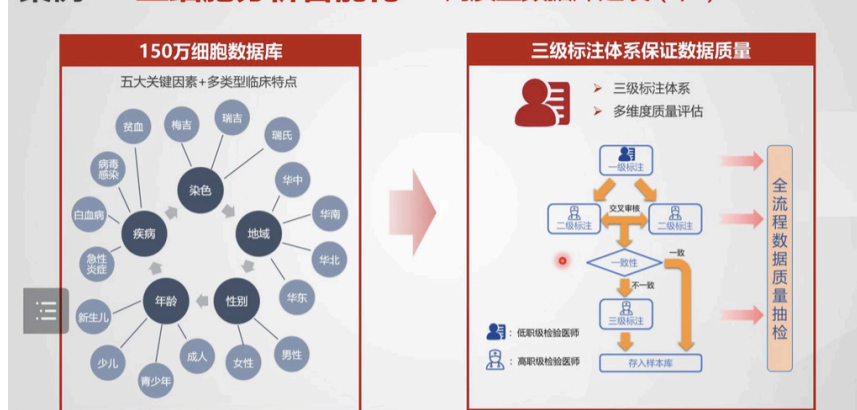 150万细胞数据库
五大关键因素+多类型临床特点
贫血
梅吉
瑞吉
瑞氏
病毒
感染
染色
华中
白血病
疾病
地域
华南
急性
炎症
华北
年龄
性别
华东
新生儿
少儿
青少年
成人
女性
男性
三级标注体系保证数据质量
➢ 三级标注体系
➢ 多维度质量评估
一级标注
二级标注
交叉审核
二级标注
一致性
一致
不一致
三级标注
存入样本库
：低职级检验医师
：高职级检验医师
全流程数据质量抽检